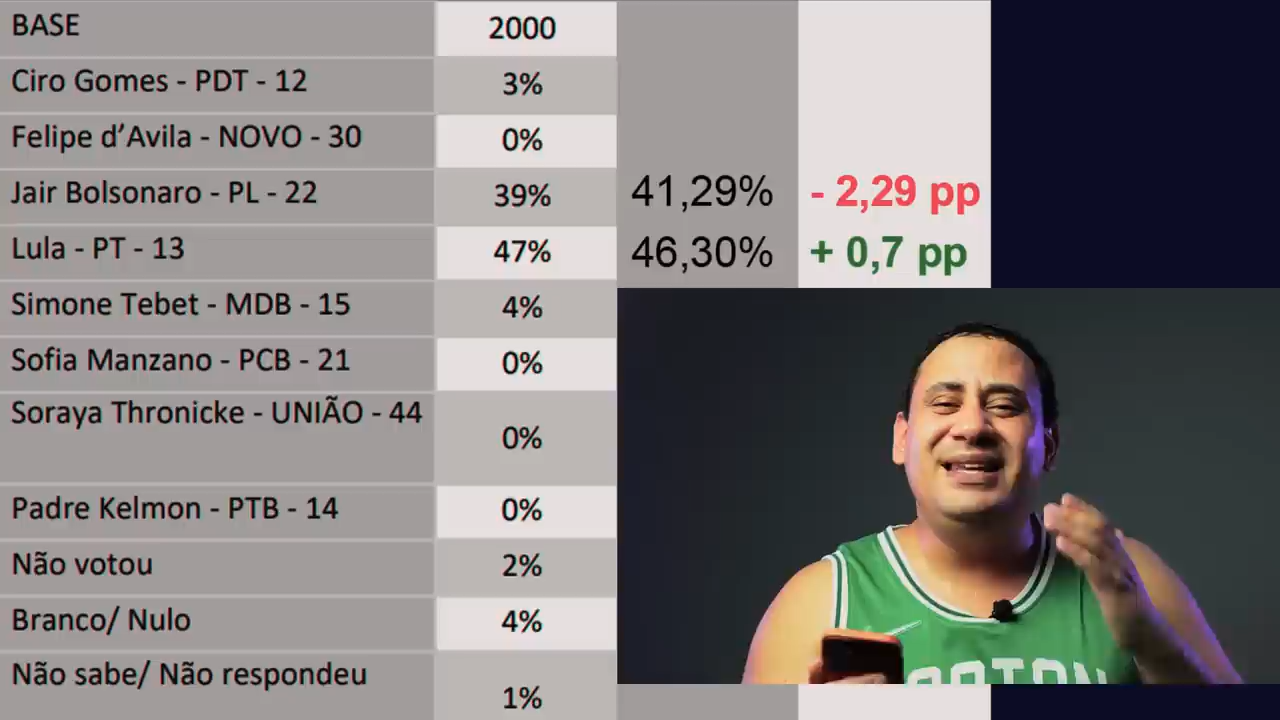 BASE 2000
Ciro Gomes - PDT - 12 3%
Felipe d’Avila - NOVO - 30 0%
Jair Bolsonaro - PL - 22 39% 41,29% - 2,29 pp
Lula - PT - 13 47% 46,30% + 0,7 pp
Simone Tebet - MDB - 15 4%
Sofia Manzano - PCB - 21 0%
Soraya Thronicke - UNIÃO - 44 0%
Padre Kelmon - PTB - 14 0%
Não votou 2%
Branco/ Nulo 4%
Não sabe/ Não respondeu 1%